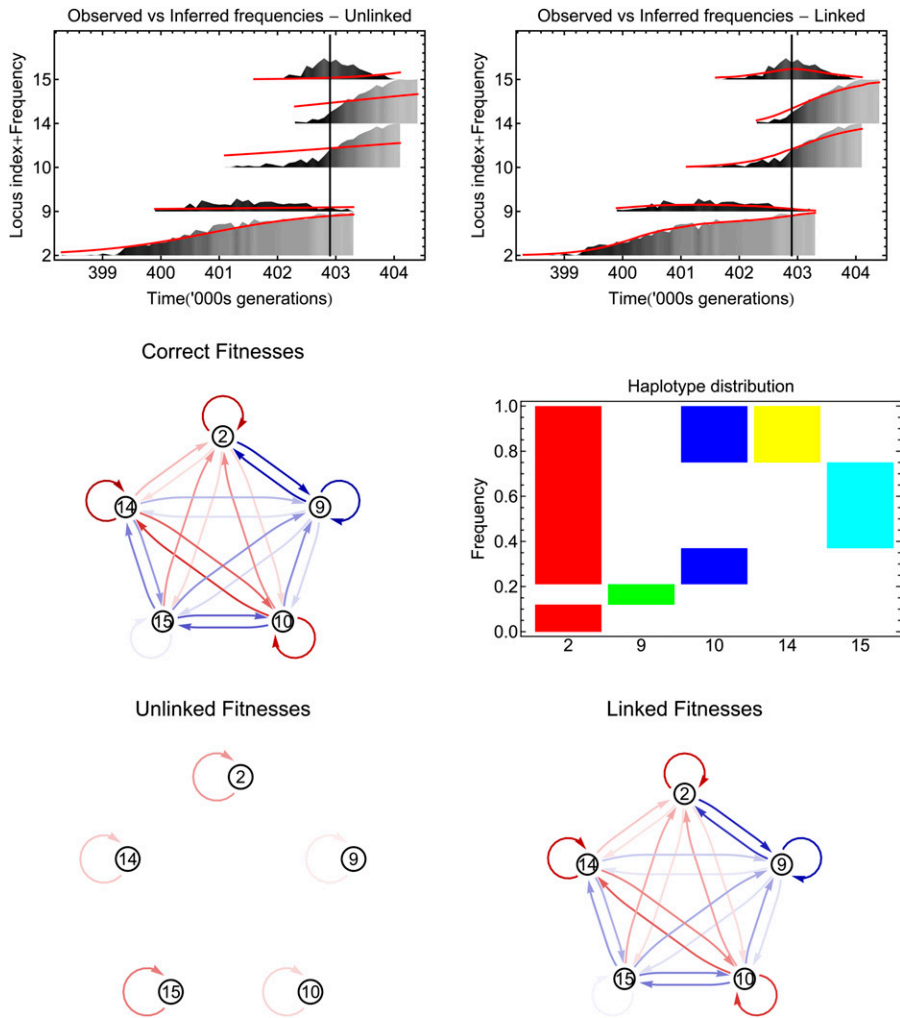 Observed vs Inferred frequencies – Unlinked
Locus index+Frequency
15
14
10
9
2
399 400 401 402 403 404
Time('000s generations)
Observed vs Inferred frequencies – Linked
Locus index+Frequency
15
14
10
9
2
399 400 401 402 403 404
Time('000s generations)
Correct Fitnesses
2
14 9
15 10
Haplotype distribution
Frequency
1.0
0.8
0.6
0.4
0.2
0.0
2 9 10 14 15
Unlinked Fitnesses
2
14 9
15 10
Linked Fitnesses
2
14 9
15 10